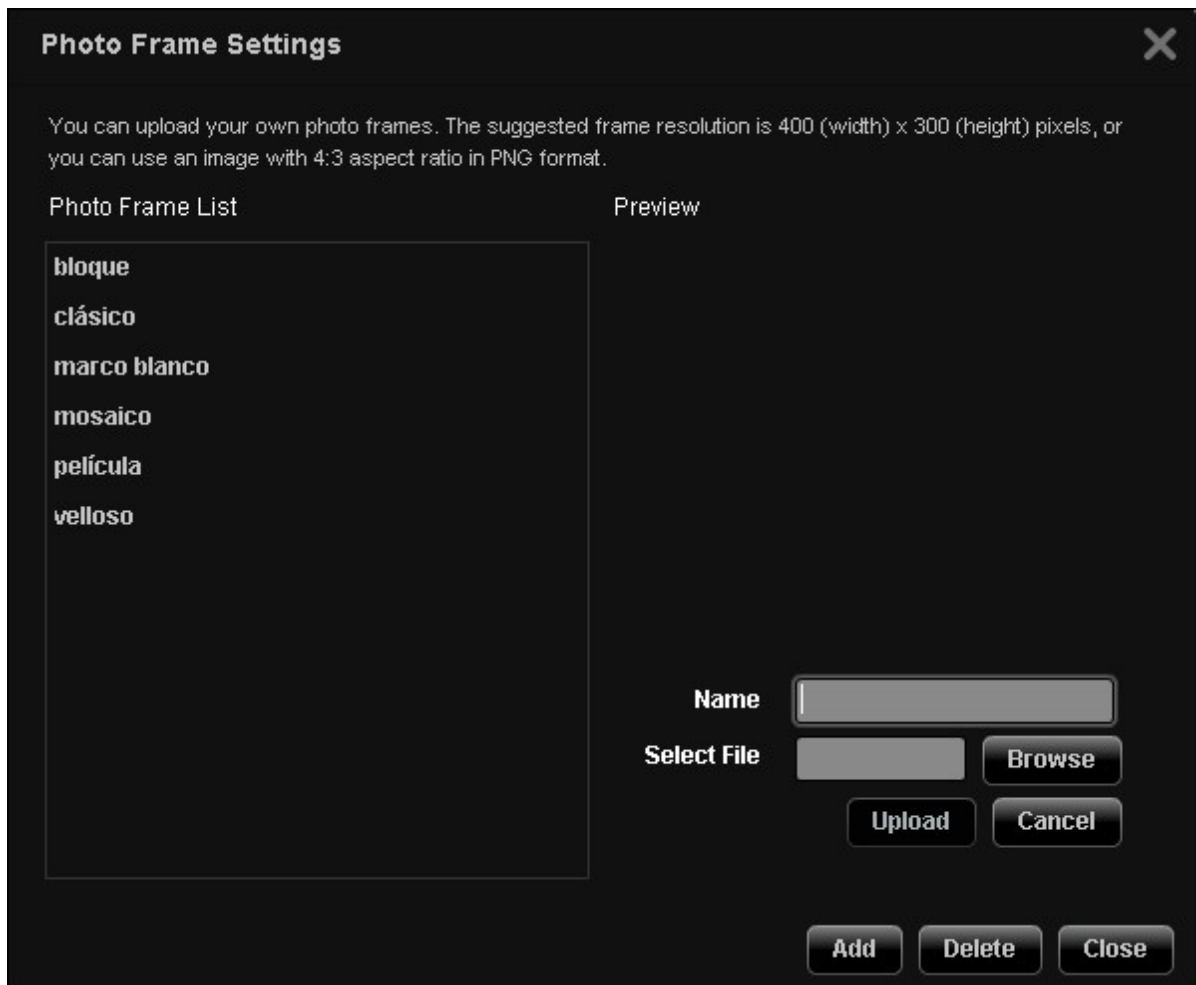 Photo Frame Settings
You can upload your own photo frames. The suggested frame resolution is 400 (width) x 300 (height) pixels, or
you can use an image with 4:3 aspect ratio in PNG format.
Photo Frame List
Preview
bloque
clásico
marco blanco
mosaico
película
velloso
Name
Select File
Browse
Upload
Cancel
Add
Delete
Close